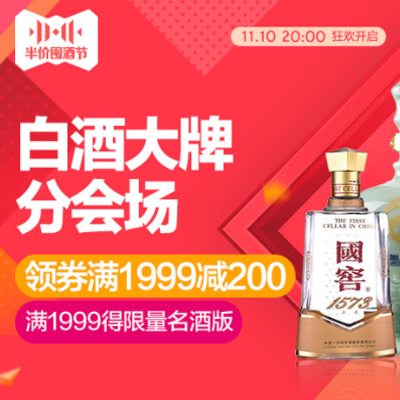 半价囤酒节
11.10 20:00 狂欢开启
白酒大牌
分会场
领券满1999减200
满1999得限量名酒版
THE FIRST
CELLAR IN CHINA
國窖
1573